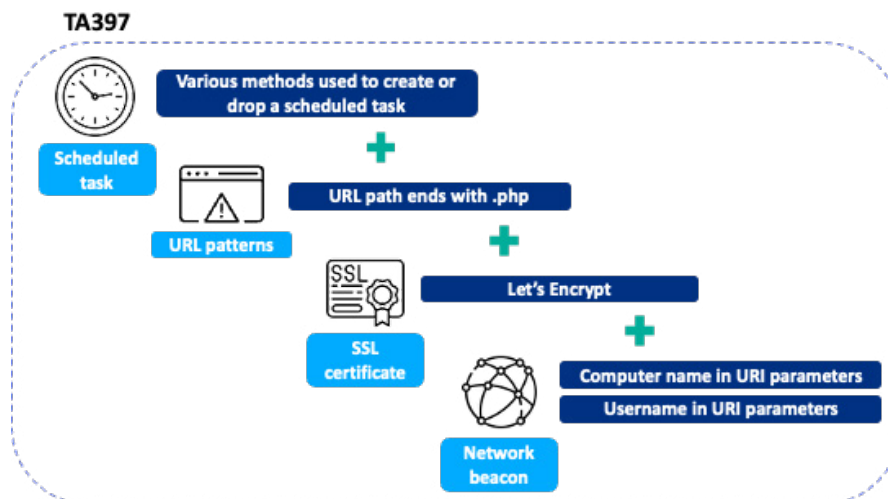 TA397
Various methods used to create or
drop a scheduled task
Scheduled
task
URL path ends with .php
URL patterns
SSL
Let's Encrypt
SSL
certificate
Computer name in URI parameters
Username in URI parameters
Network
beacon